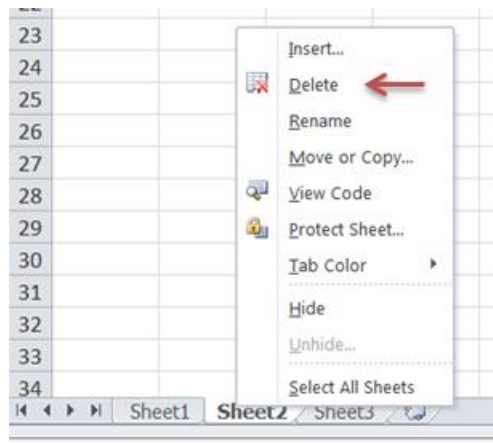 23
24
25
26
27
28
29
30
31
32
33
34
Insert...
Delete
Rename
Move or Copy...
View Code
Protect Sheet...
Tab Color
Hide
Unhide...
Select All Sheets
Sheet1 Sheet2 Sheet3